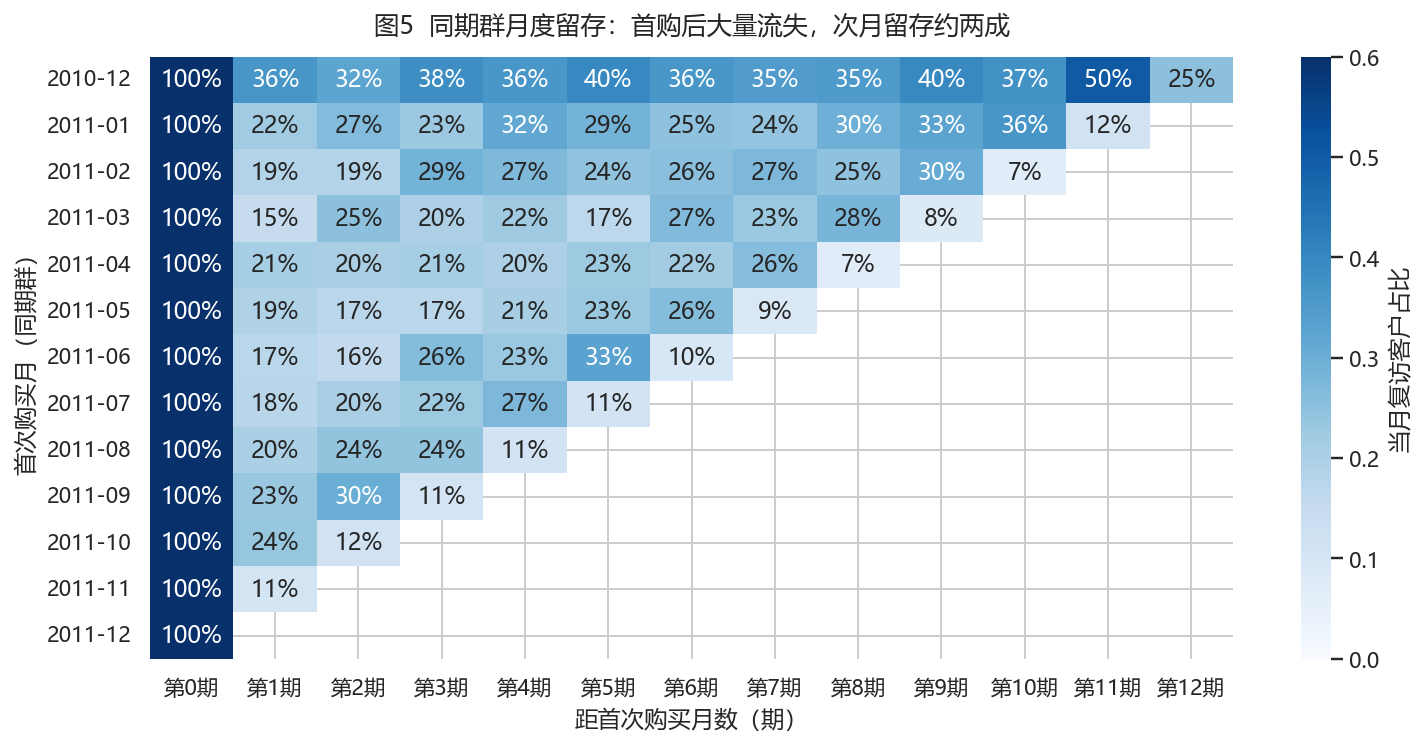 图5 同期群月度留存：首购后大量流失，次月留存约两成
首次购买月（同期群）
2010-12 100% 36% 32% 38% 36% 40% 36% 35% 35% 40% 37% 50% 25%
2011-01 100% 22% 27% 23% 32% 29% 25% 24% 30% 33% 36% 12%
2011-02 100% 19% 19% 29% 27% 24% 26% 27% 25% 30% 7%
2011-03 100% 15% 25% 20% 22% 17% 27% 23% 28% 8%
2011-04 100% 21% 20% 21% 20% 23% 22% 26% 7%
2011-05 100% 19% 17% 17% 21% 23% 26% 9%
2011-06 100% 17% 16% 26% 23% 33% 10%
2011-07 100% 18% 20% 22% 27% 11%
2011-08 100% 20% 24% 24% 11%
2011-09 100% 23% 30% 11%
2011-10 100% 24% 12%
2011-11 100% 11%
2011-12 100%
第0期 第1期 第2期 第3期 第4期 第5期 第6期 第7期 第8期 第9期 第10期 第11期 第12期
距首次购买月数（期）
0.6
0.5
0.4
0.3
0.2
0.1
0.0
当月复访客户占比